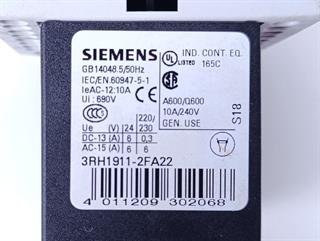 SIEMENS
GB14048.5/50Hz
IEC/EN.60947-5-1
IeAC-12:10A
Ui : 690V
UL LISTED IND. CONT. EQ. 165C
A600/Q600
10A/240V
GEN. USE
S18
220/
Ue (V) 24 230
DC-13 (A) 6 0,3
AC-15 (A) 6 6
3RH1911-2FA22
4 011209 302068